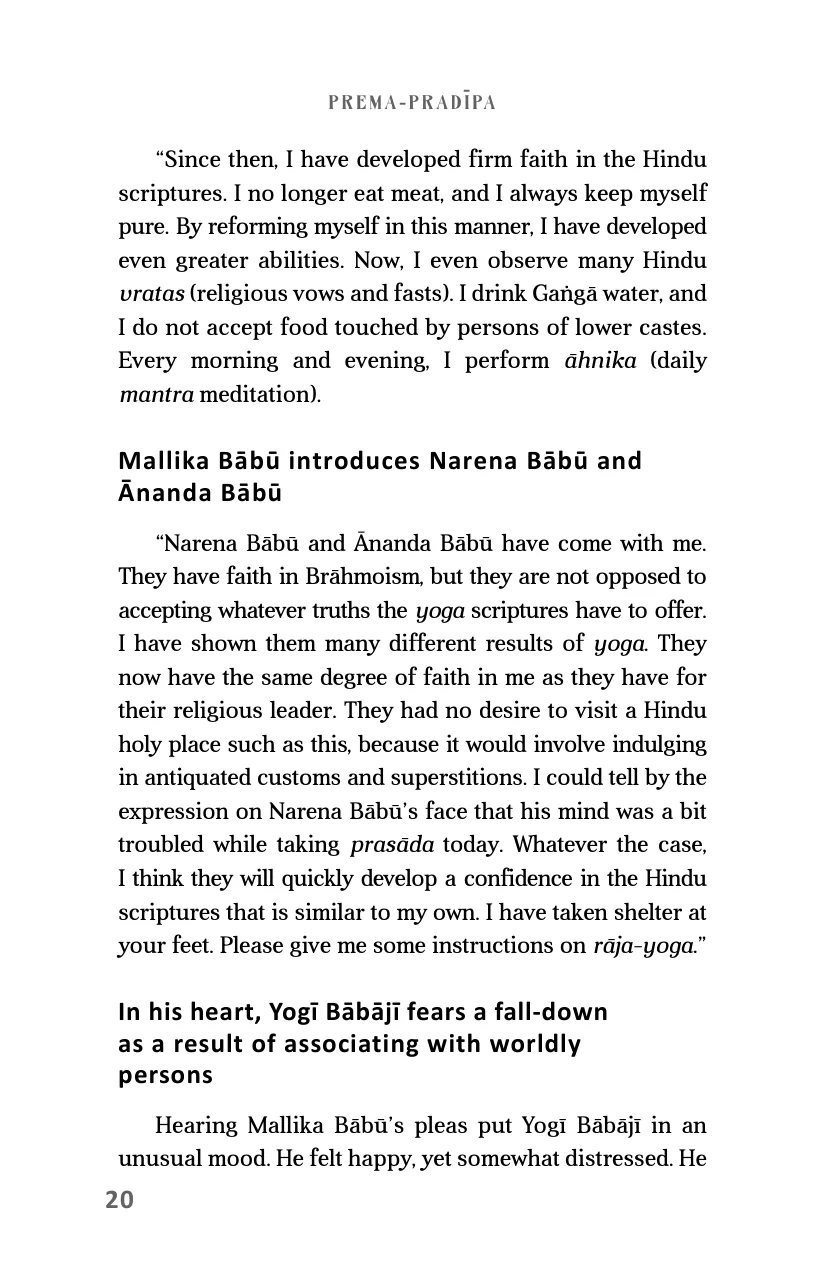 PREMA-PRADĪPA
“Since then, I have developed firm faith in the Hindu
scriptures. I no longer eat meat, and I always keep myself
pure. By reforming myself in this manner, I have developed
even greater abilities. Now, I even observe many Hindu
vratas (religious vows and fasts). I drink Gaṅgā water, and
I do not accept food touched by persons of lower castes.
Every morning and evening, I perform āhnika (daily
mantra meditation).
Mallika Bābū introduces Narena Bābū and
Ānanda Bābū
“Narena Bābū and Ānanda Bābū have come with me.
They have faith in Brāhmoism, but they are not opposed to
accepting whatever truths the yoga scriptures have to offer.
I have shown them many different results of yoga. They
now have the same degree of faith in me as they have for
their religious leader. They had no desire to visit a Hindu
holy place such as this, because it would involve indulging
in antiquated customs and superstitions. I could tell by the
expression on Narena Bābū’s face that his mind was a bit
troubled while taking prasāda today. Whatever the case,
I think they will quickly develop a confidence in the Hindu
scriptures that is similar to my own. I have taken shelter at
your feet. Please give me some instructions on rāja-yoga.”
In his heart, Yogī Bābājī fears a fall-down
as a result of associating with worldly
persons
Hearing Mallika Bābū’s pleas put Yogī Bābājī in an
unusual mood. He felt happy, yet somewhat distressed. He
20